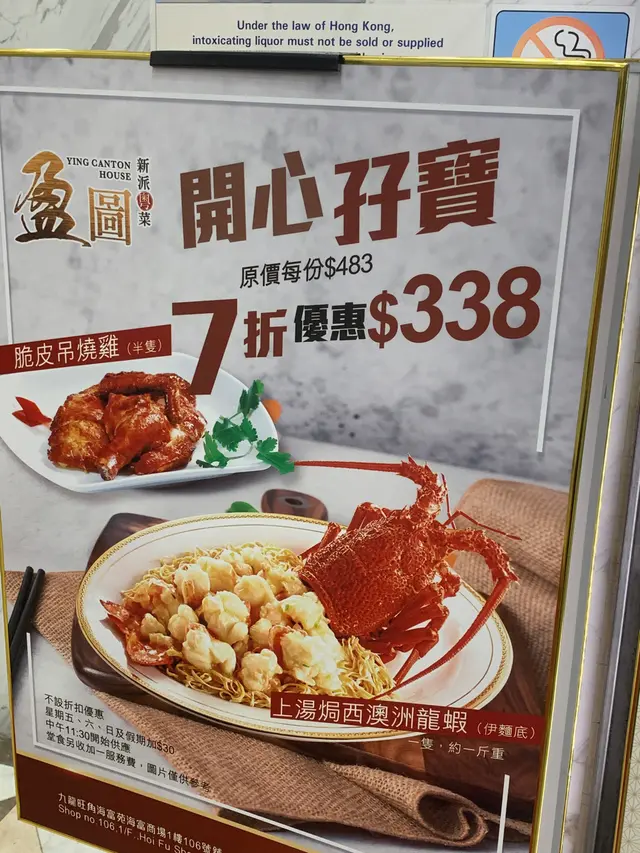 Under the law of Hong Kong,
intoxicating liquor must not be sold or supplied
盈圖
YING CANTON
HOUSE
新派粵菜
開心孖寶
原價每份$483
7折優惠$338
脆皮吊燒雞（半隻）
上湯焗西澳洲龍蝦（伊麵底）
一隻，約一斤重
不設折扣優惠
星期五、六、日及假期加$30
中午11:30開始供應
堂食另收加一服務費，圖片僅供參考
九龍旺角海富苑海富商場1樓106號舖
Shop no.106,1/F.,Hoi Fu